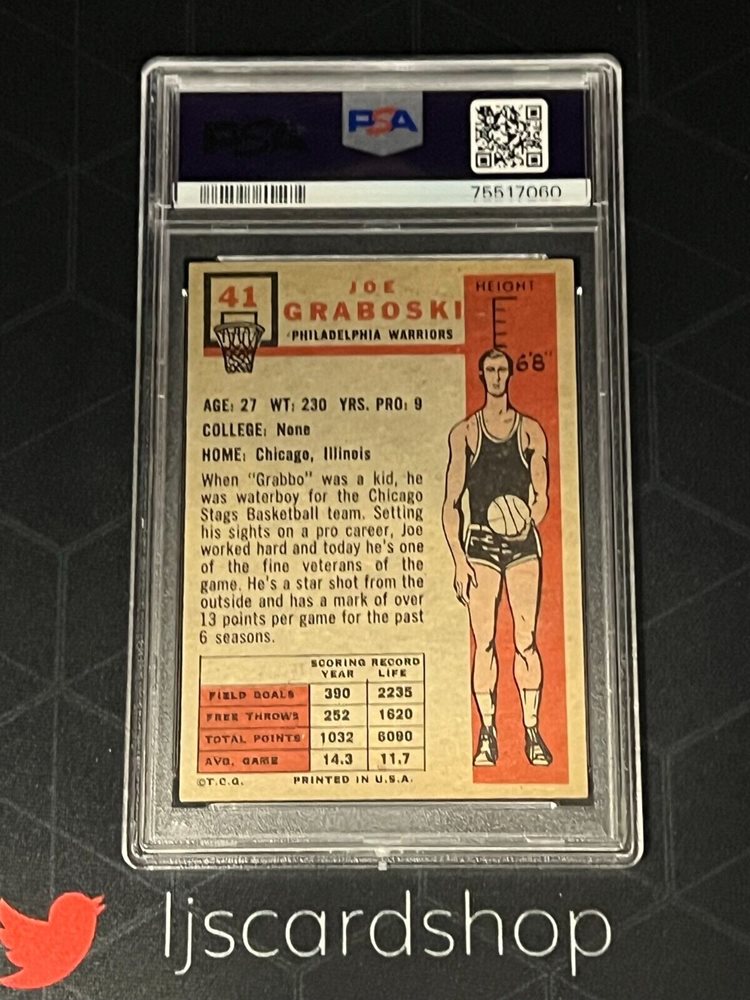 PSA
75517060
41
JOE
GRABOSKI
PHILADELPHIA WARRIORS
HEIGHT
6'8"
AGE: 27 WT: 230 YRS. PRO: 9
COLLEGE: None
HOME: Chicago, Illinois
When "Grabbo" was a kid, he
was waterboy for the Chicago
Stags Basketball team. Setting
his sights on a pro career, Joe
worked hard and today he's one
of the fine veterans of the
game. He's a star shot from the
outside and has a mark of over
13 points per game for the past
6 seasons.
SCORING RECORD
YEAR LIFE
FIELD GOALS 390 2235
FREE THROWS 252 1620
TOTAL POINTS 1032 6090
AVG. GAME 14.3 11.7
©T.C.G. PRINTED IN U.S.A.
ljscardshop